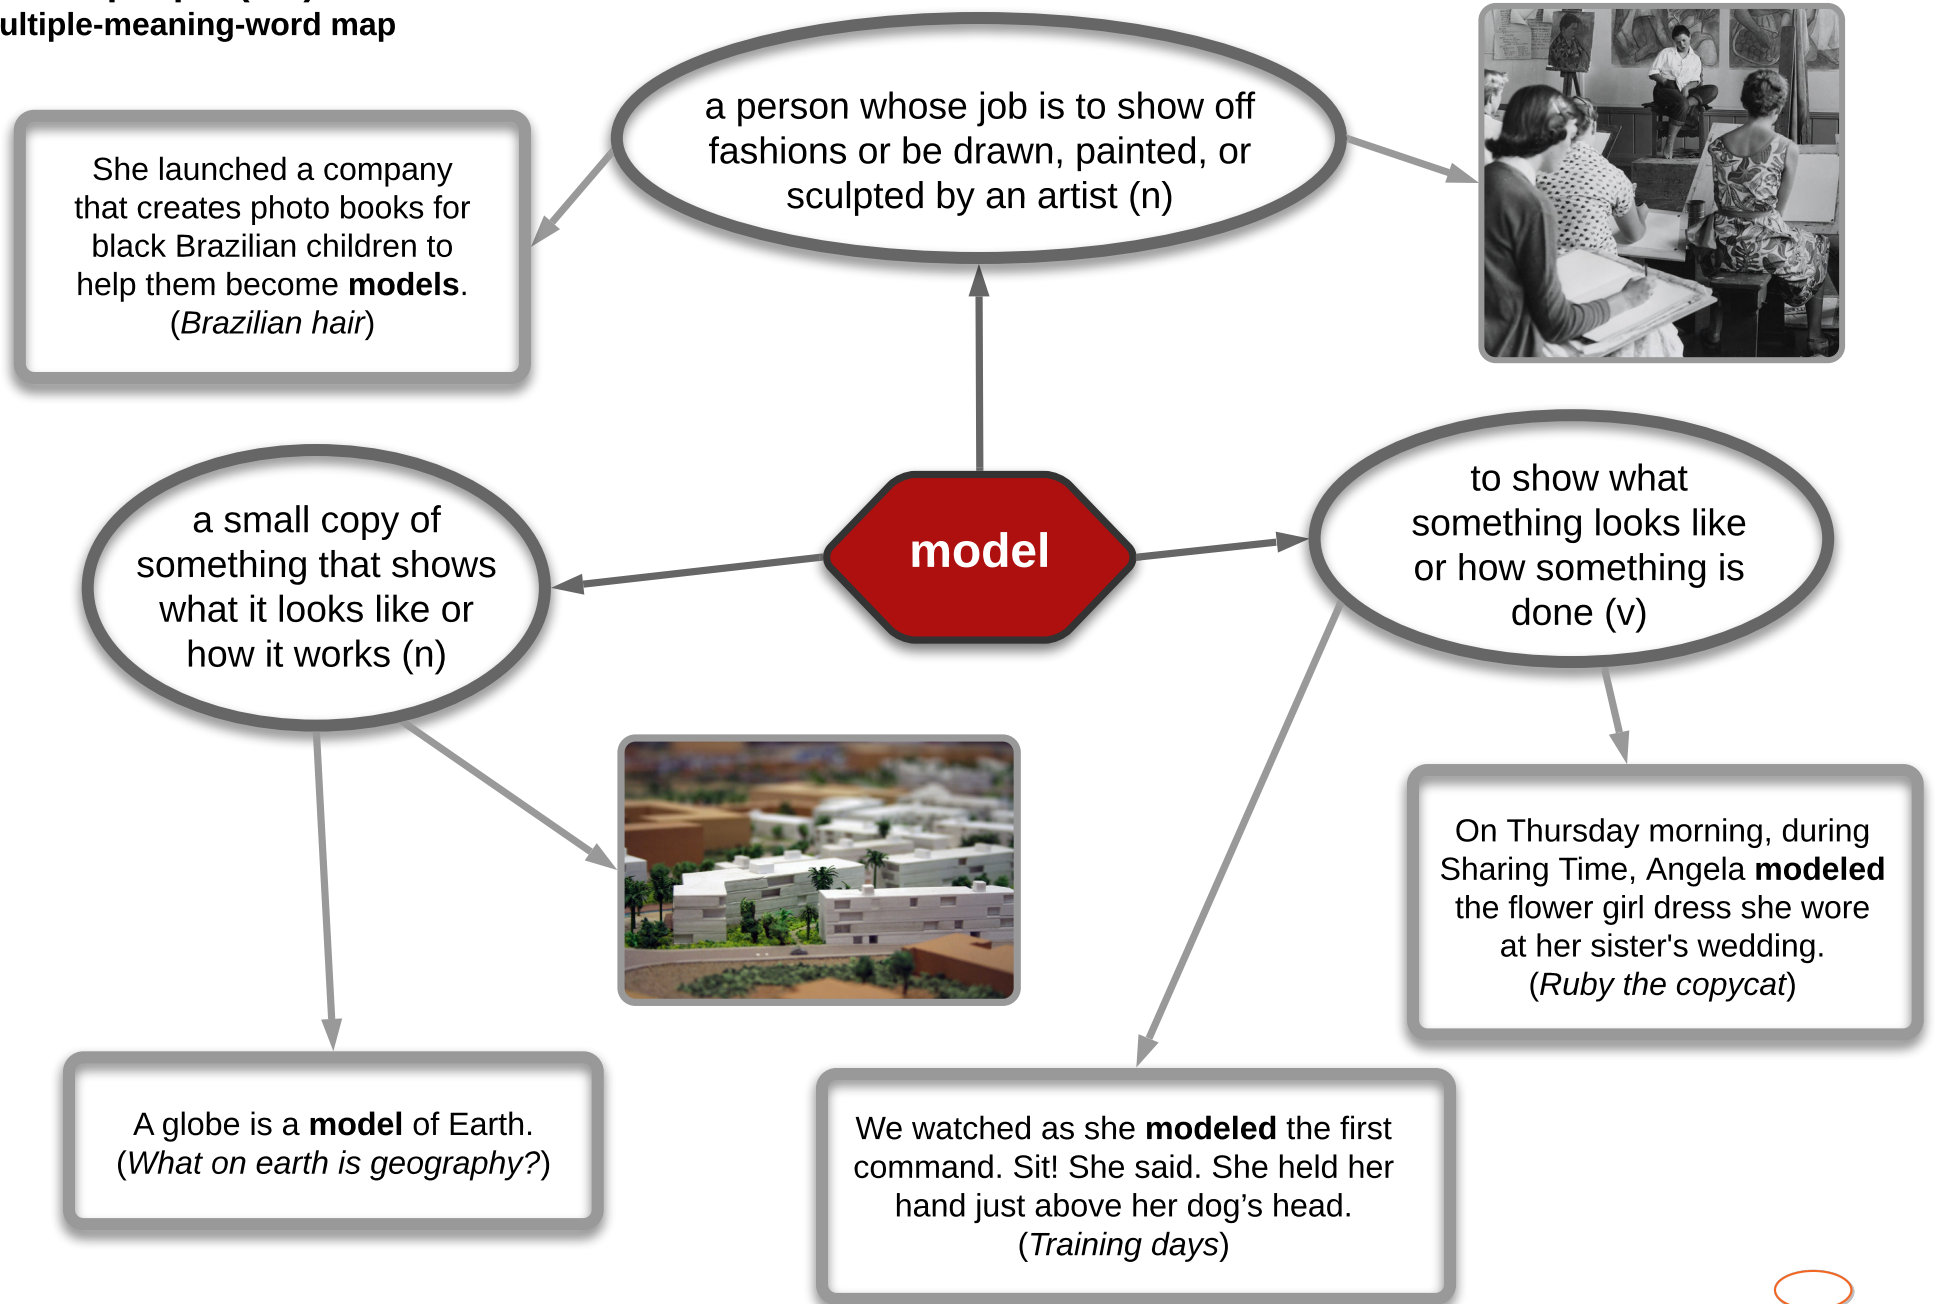 ultiple-meaning-word map
a person whose job is to show off
fashions or be drawn, painted, or
sculpted by an artist (n)
She launched a company
that creates photo books for
black Brazilian children to
help them become models.
(Brazilian hair)
a small copy of
something that shows
what it looks like or
how it works (n)
model
to show what
something looks like
or how something is
done (v)
On Thursday morning, during
Sharing Time, Angela modeled
the flower girl dress she wore
at her sister's wedding.
(Ruby the copycat)
A globe is a model of Earth.
(What on earth is geography?)
We watched as she modeled the first
command. Sit! She said. She held her
hand just above her dog’s head.
(Training days)